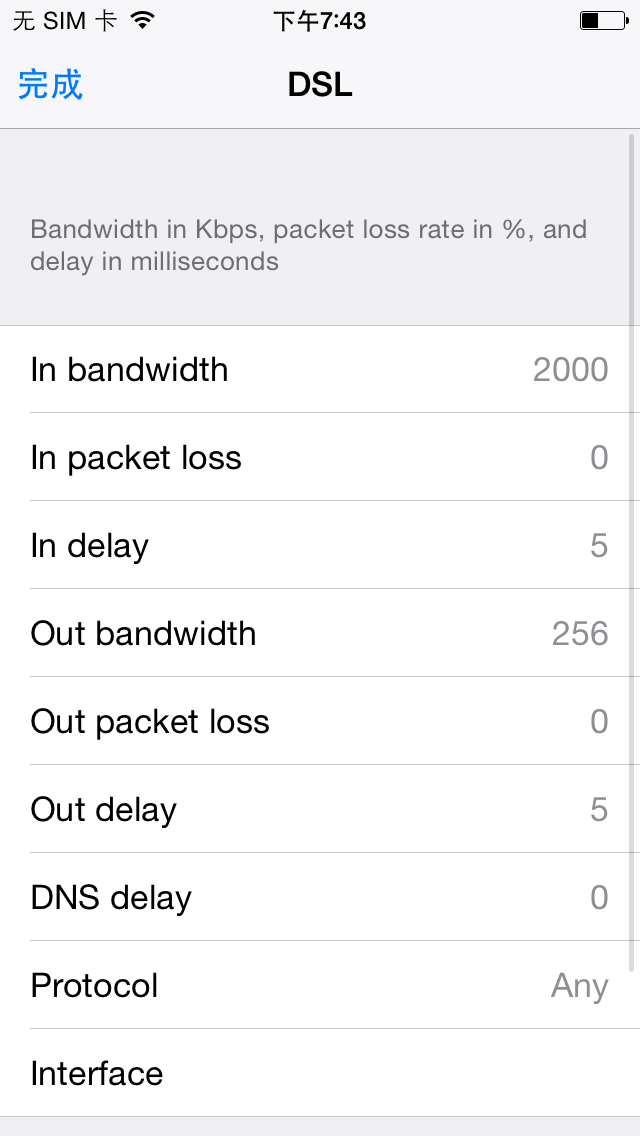 无 SIM 卡 下午7:43
完成 DSL
Bandwidth in Kbps, packet loss rate in %, and
delay in milliseconds
In bandwidth 2000
In packet loss 0
In delay 5
Out bandwidth 256
Out packet loss 0
Out delay 5
DNS delay 0
Protocol Any
Interface